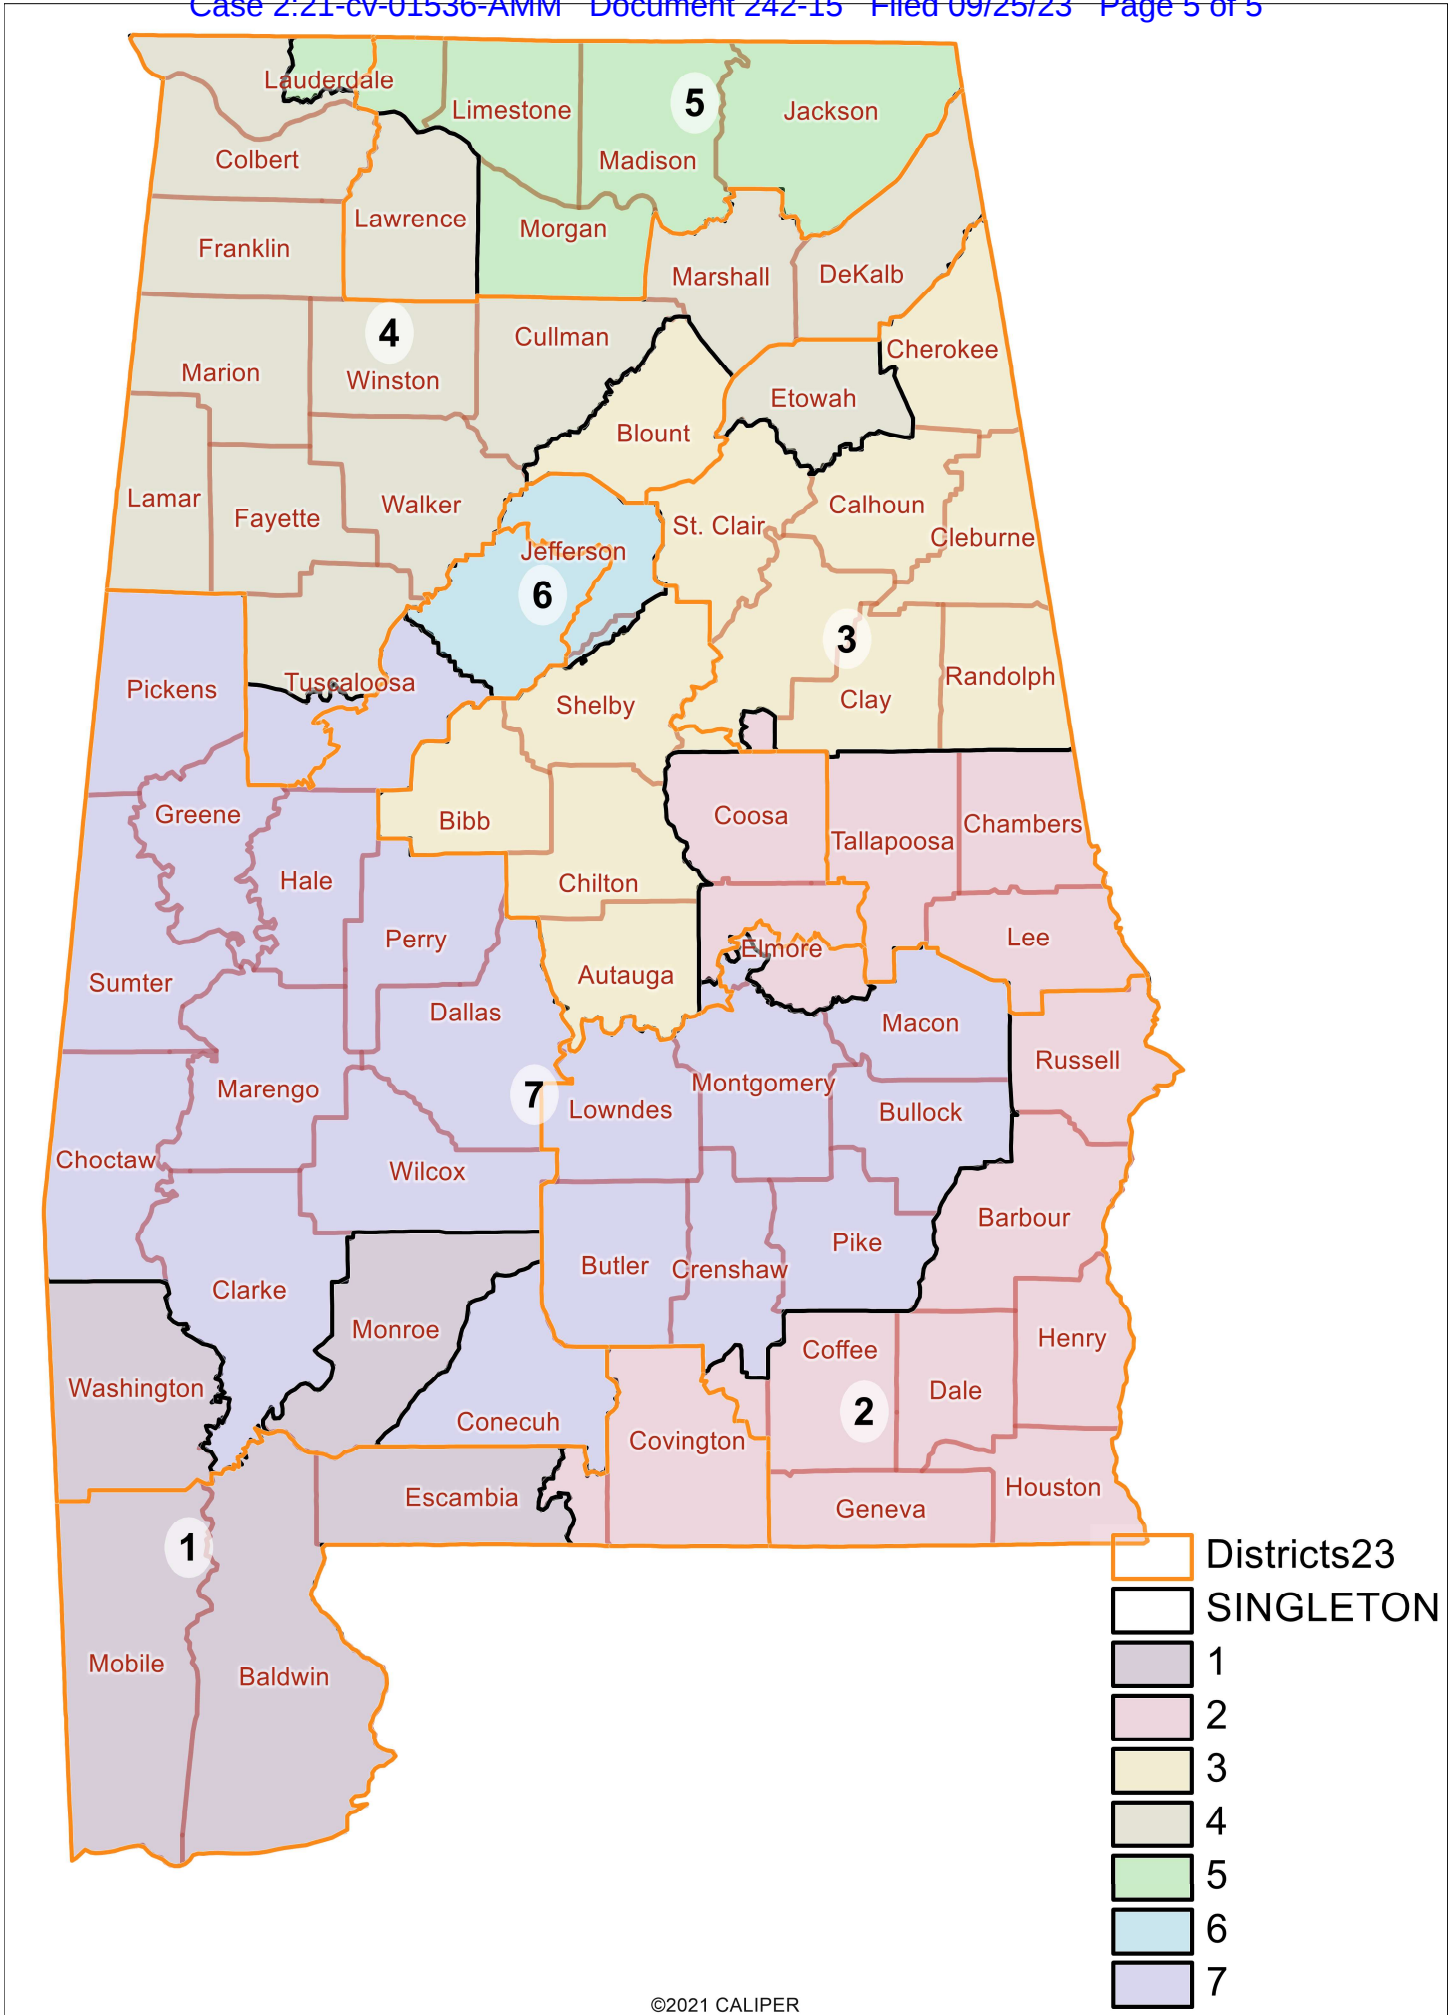 Case 2:21-cv-01536-AMM Document 242-15 Filed 09/25/23 Page 5 of 5
Lauderdale
Limestone
5
Jackson
Colbert
Madison
Lawrence
Morgan
Franklin
Marshall
DeKalb
4
Cullman
Cherokee
Marion
Winston
Etowah
Blount
Lamar
Fayette
Walker
St. Clair
Calhoun
Cleburne
Jefferson
6
3
Pickens
Tuscaloosa
Shelby
Clay
Randolph
Greene
Bibb
Coosa
Tallapoosa
Chambers
Hale
Chilton
Perry
Elmore
Lee
Sumter
Autauga
Dallas
Macon
Marengo
7
Lowndes
Montgomery
Russell
Bullock
Choctaw
Wilcox
Barbour
Clarke
Butler
Crenshaw
Pike
Monroe
Coffee
Henry
Washington
Conecuh
Covington
2
Dale
Escambia
Geneva
Houston
1
Mobile
Baldwin
Districts23
SINGLETON
1
2
3
4
5
6
7
©2021 CALIPER